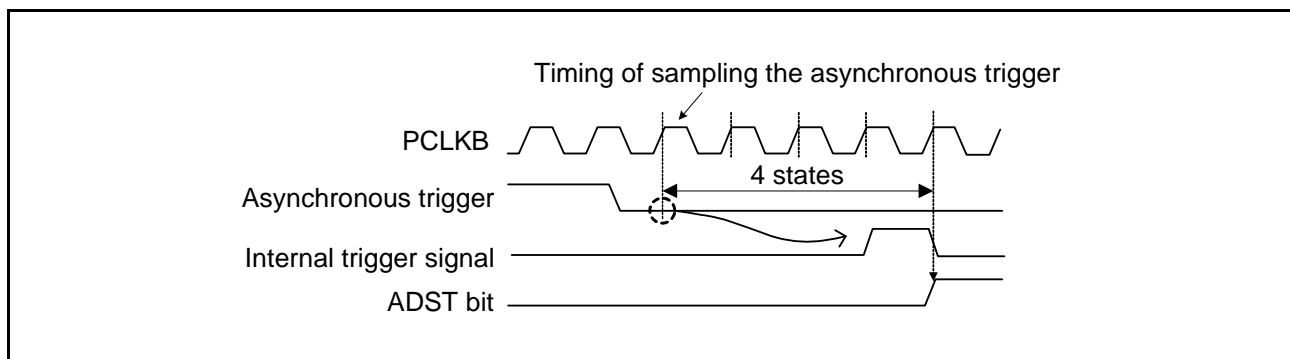 Timing of sampling the asynchronous trigger
PCLKB
4 states
Asynchronous trigger
Internal trigger signal
ADST bit